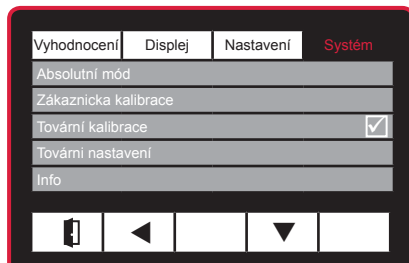 Vyhodnocení Displej Nastavení Systém
Absolutní mód
Zákaznicka kalibrace
Tovární kalibrace
Továrni nastavení
Info